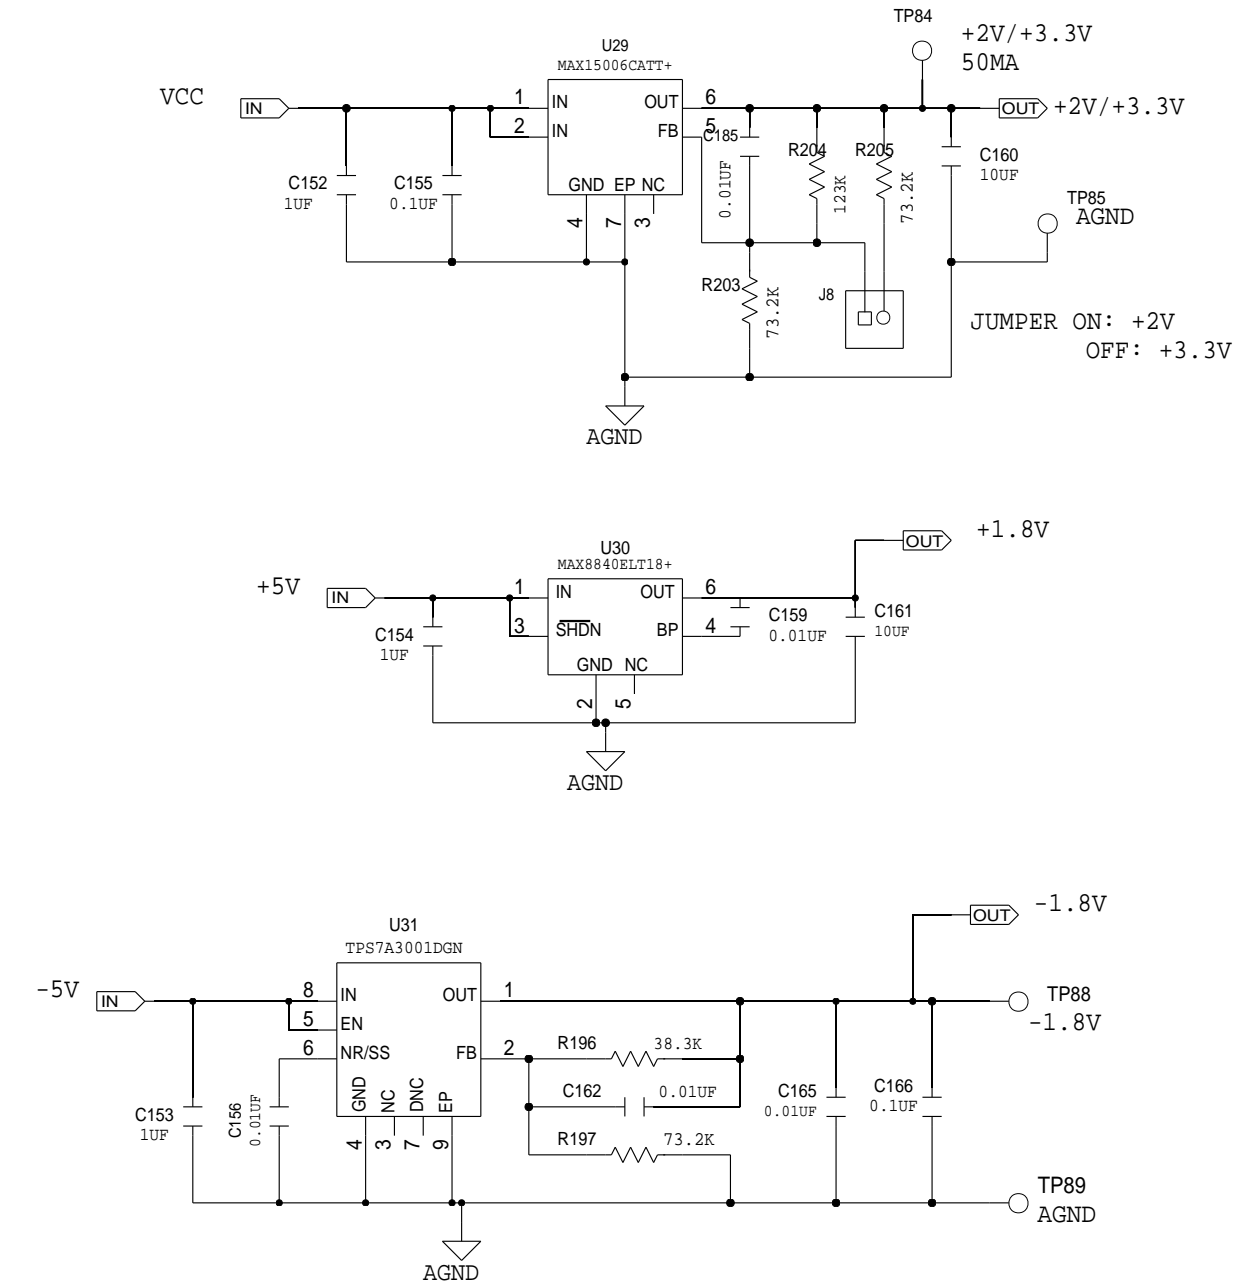 TP84
+2V/+3.3V
50MA
U29
MAX15006CATT+
VCC
IN
1
IN
OUT
6
OUT
+2V/+3.3V
2
IN
FB
5
C185
0.01UF
R204
123K
R205
73.2K
C160
10UF
C152
1UF
C155
0.1UF
GND
EP
NC
4
7
3
TP85
AGND
R203
73.2K
J8
JUMPER ON: +2V
OFF: +3.3V
AGND
U30
MAX8840ELT18+
OUT
+1.8V
+5V
IN
1
IN
OUT
6
3
SHDN
BP
4
C159
0.01UF
C161
10UF
C154
1UF
GND
NC
2
5
AGND
U31
TPS7A3001DGN
OUT
-1.8V
-5V
IN
8
IN
OUT
1
TP88
-1.8V
5
EN
6
NR/SS
FB
2
R196
38.3K
C162
0.01UF
R197
73.2K
C165
0.01UF
C166
0.1UF
C153
1UF
C156
0.01UF
GND
NC
DNC
EP
4
3
7
9
TP89
AGND
AGND